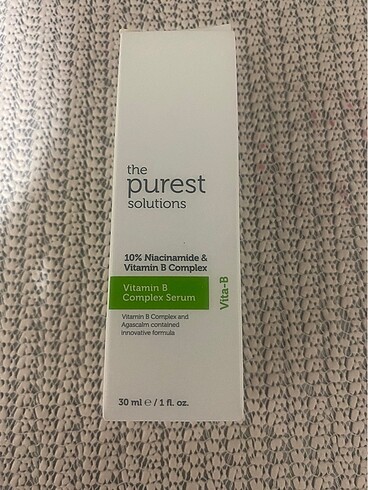 the
purest
solutions
10% Niacinamide &
Vitamin B Complex
Vitamin B
Complex Serum
Vitamin B Complex and
Agascalm contained
innovative formula
30 ml ℮ / 1 fl. oz.
Vita-B